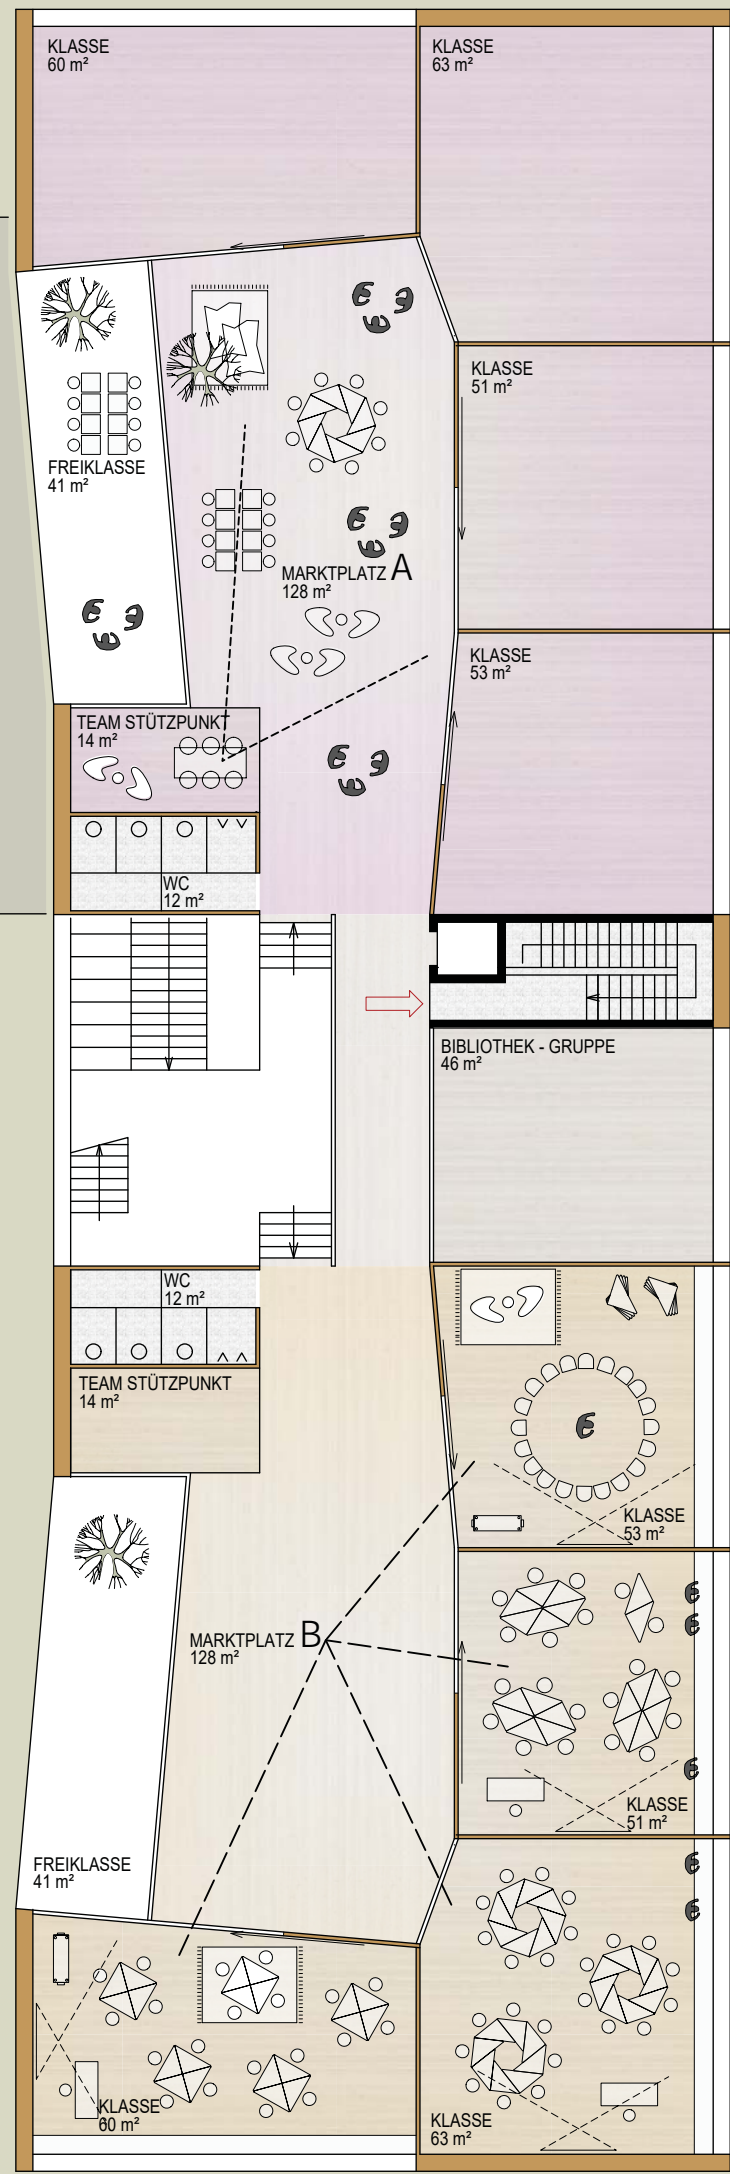 KLASSE
60 m²
KLASSE
63 m²
KLASSE
51 m²
FREIKLASSE
41 m²
MARKTPLATZ A
128 m²
KLASSE
53 m²
TEAM STÜTZPUNKT
14 m²
WC
12 m²
BIBLIOTHEK - GRUPPE
46 m²
WC
12 m²
TEAM STÜTZPUNKT
14 m²
KLASSE
53 m²
MARKTPLATZ B
128 m²
KLASSE
51 m²
FREIKLASSE
41 m²
KLASSE
60 m²
KLASSE
63 m²